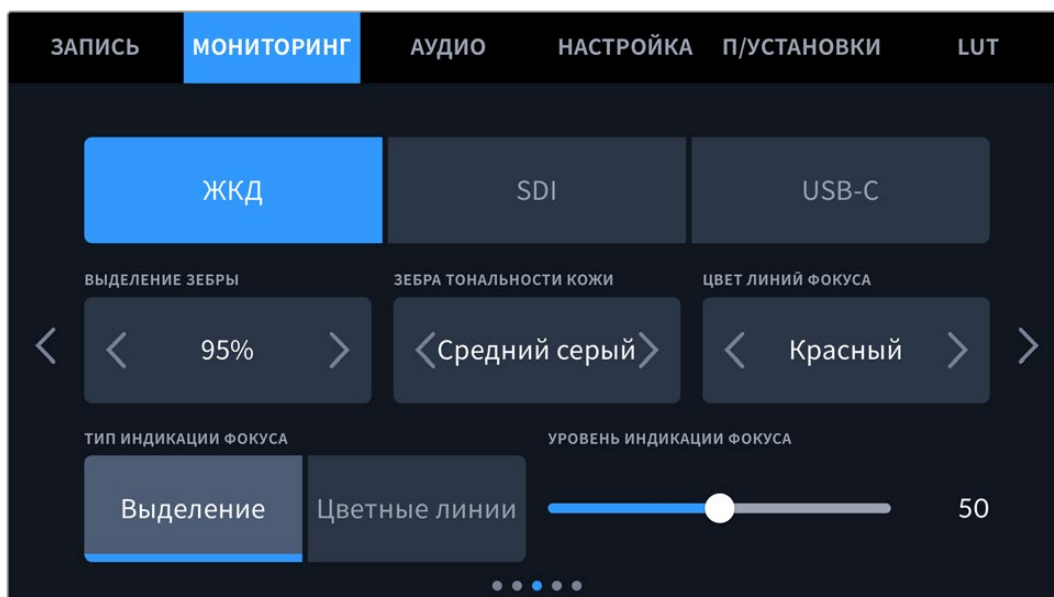 ЗАПИСЬ МОНИТОРИНГ АУДИО НАСТРОЙКА П/УСТАНОВКИ LUT
ЖКД SDI USB-C
ВЫДЕЛЕНИЕ ЗЕБРЫ ЗЕБРА ТОНАЛЬНОСТИ КОЖИ ЦВЕТ ЛИНИЙ ФОКУСА
95% Средний серый Красный
ТИП ИНДИКАЦИИ ФОКУСА УРОВЕНЬ ИНДИКАЦИИ ФОКУСА
Выделение Цветные линии 50